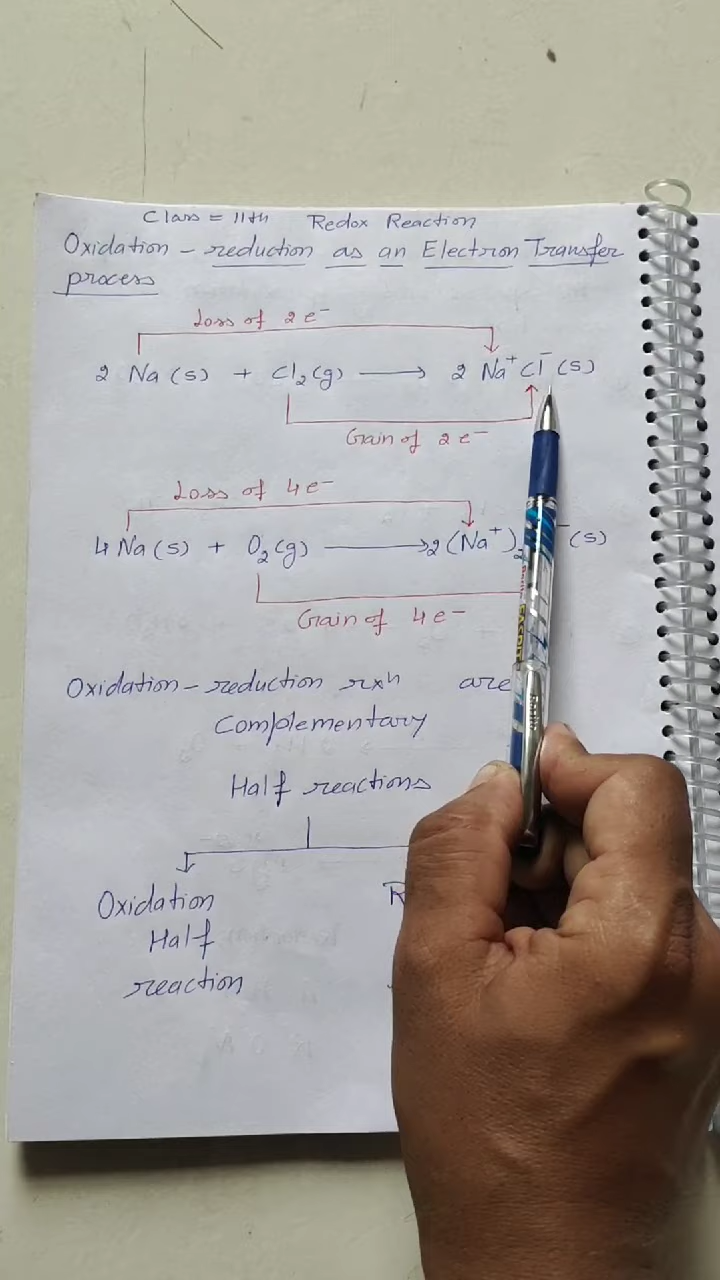 Class = 11th Redox Reaction
Oxidation - reduction as an Electron Transfer
process
Loss of 2e⁻
2 Na (s) + Cl₂ (g) → 2 Na⁺ Cl⁻ (s)
Gain of 2e⁻
Loss of 4e⁻
4 Na (s) + O₂ (g) → 2 (Na⁺)₂ ⁻ (s)
Gain of 4e⁻
Oxidation - reduction rxⁿ are
Complementary
Half reactions
Oxidation
Half
reaction